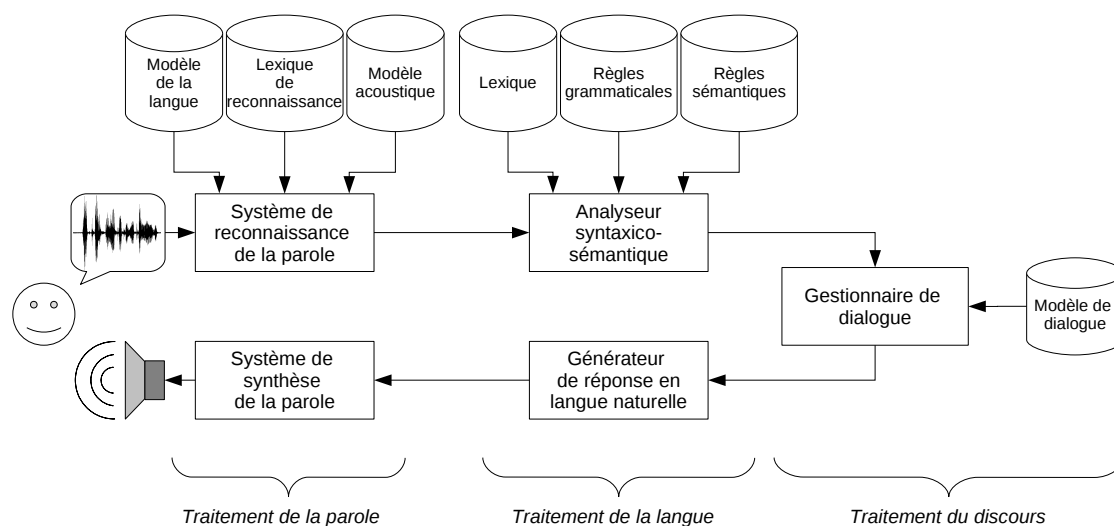 Modèle
de la
langue
Lexique
de
reconnaissance
Modèle
acoustique
Lexique
Règles
grammaticales
Règles
sémantiques
Système de
reconnaissance
de la parole
Analyseur
syntaxico-
sémantique
Gestionnaire de
dialogue
Modèle de
dialogue
Système de
synthèse
de la parole
Générateur
de réponse en
langue naturelle
Traitement de la parole
Traitement de la langue
Traitement du discours